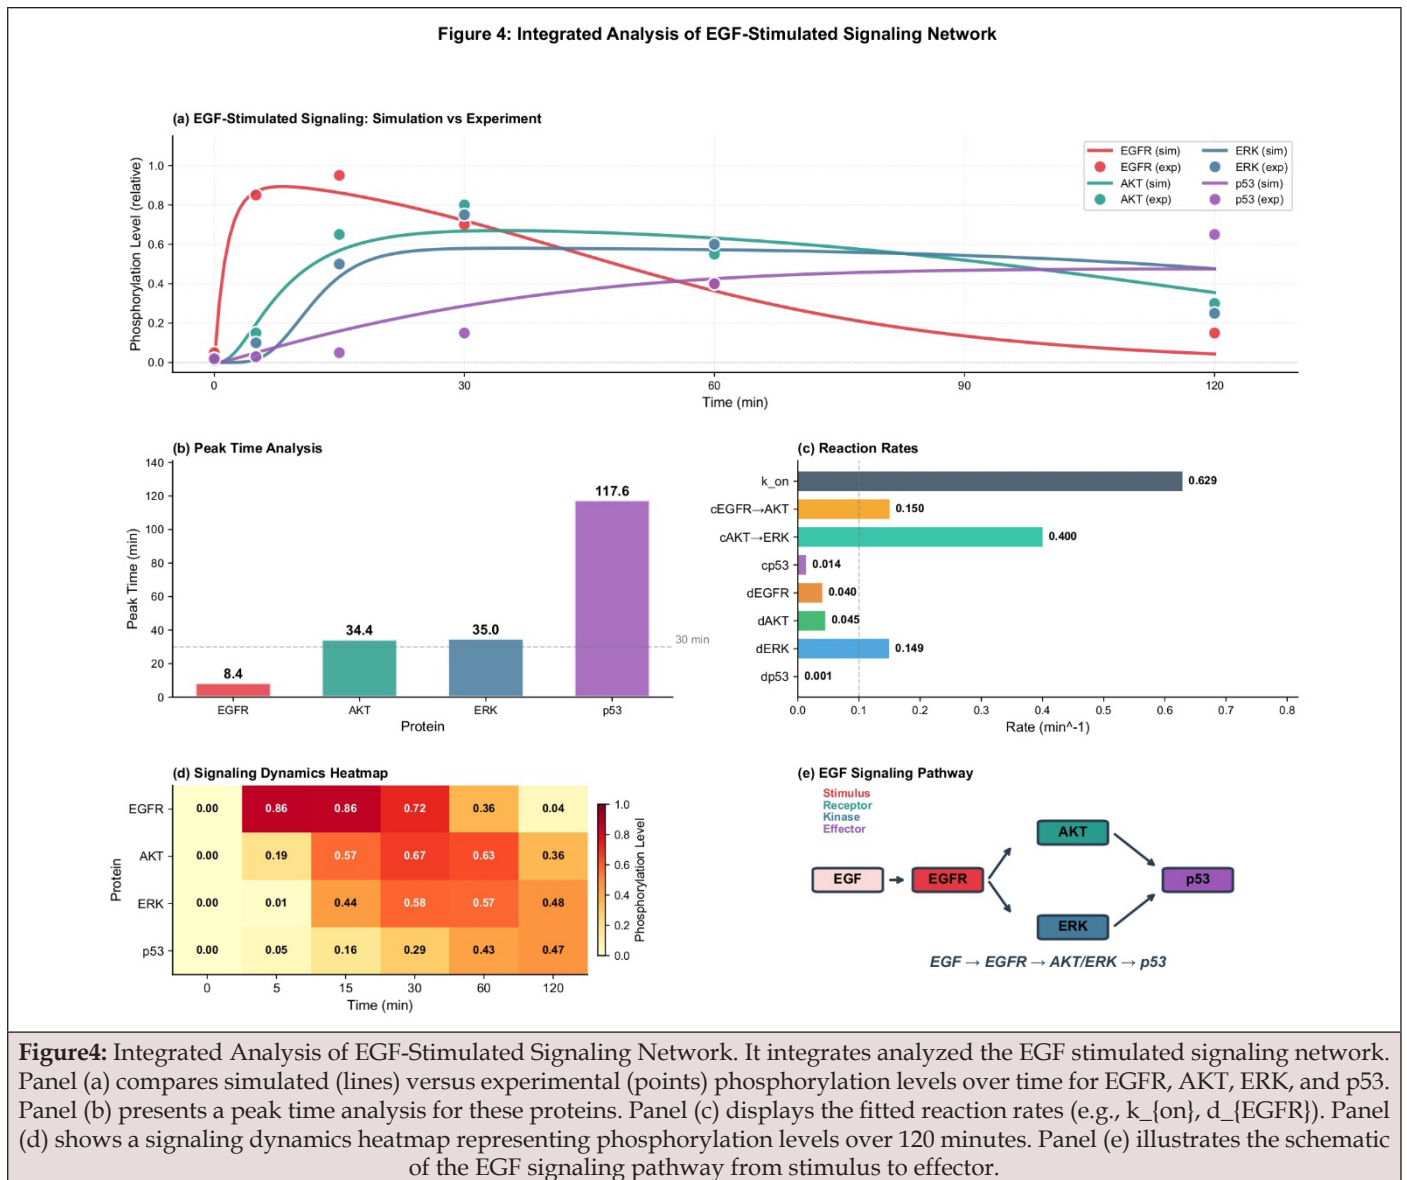 Figure 4: Integrated Analysis of EGF-Stimulated Signaling Network
(a) EGF-Stimulated Signaling: Simulation vs Experiment
Phosphorylation Level (relative)
1.0
0.8
0.6
0.4
0.2
0.0
0
30
60
90
120
Time (min)
EGFR (sim)
EGFR (exp)
AKT (sim)
AKT (exp)
ERK (sim)
ERK (exp)
p53 (sim)
p53 (exp)
(b) Peak Time Analysis
Peak Time (min)
140
120
100
80
60
40
20
0
8.4
34.4
35.0
117.6
30 min
EGFR
AKT
ERK
p53
Protein
(c) Reaction Rates
k_on
0.629
cEGFR→AKT
0.150
cAKT→ERK
0.400
cp53
0.014
dEGFR
0.040
dAKT
0.045
dERK
0.149
dp53
0.001
0.0
0.1
0.2
0.3
0.4
0.5
0.6
0.7
0.8
Rate (min^-1)
(d) Signaling Dynamics Heatmap
Protein
EGFR 0.00 0.86 0.86 0.72 0.36 0.04
AKT 0.00 0.19 0.57 0.67 0.63 0.36
ERK 0.00 0.01 0.44 0.58 0.57 0.48
p53 0.00 0.05 0.16 0.29 0.43 0.47
0 5 15 30 60 120
Time (min)
1.0
0.8
0.6
0.4
0.2
0.0
Phosphorylation Level
(e) EGF Signaling Pathway
Stimulus
Receptor
Kinase
Effector
EGF
EGFR
AKT
ERK
p53
EGF → EGFR → AKT/ERK → p53
Figure4: Integrated Analysis of EGF-Stimulated Signaling Network. It integrates analyzed the EGF stimulated signaling network.
Panel (a) compares simulated (lines) versus experimental (points) phosphorylation levels over time for EGFR, AKT, ERK, and p53.
Panel (b) presents a peak time analysis for these proteins. Panel (c) displays the fitted reaction rates (e.g., k_{on}, d_{EGFR}). Panel
(d) shows a signaling dynamics heatmap representing phosphorylation levels over 120 minutes. Panel (e) illustrates the schematic
of the EGF signaling pathway from stimulus to effector.